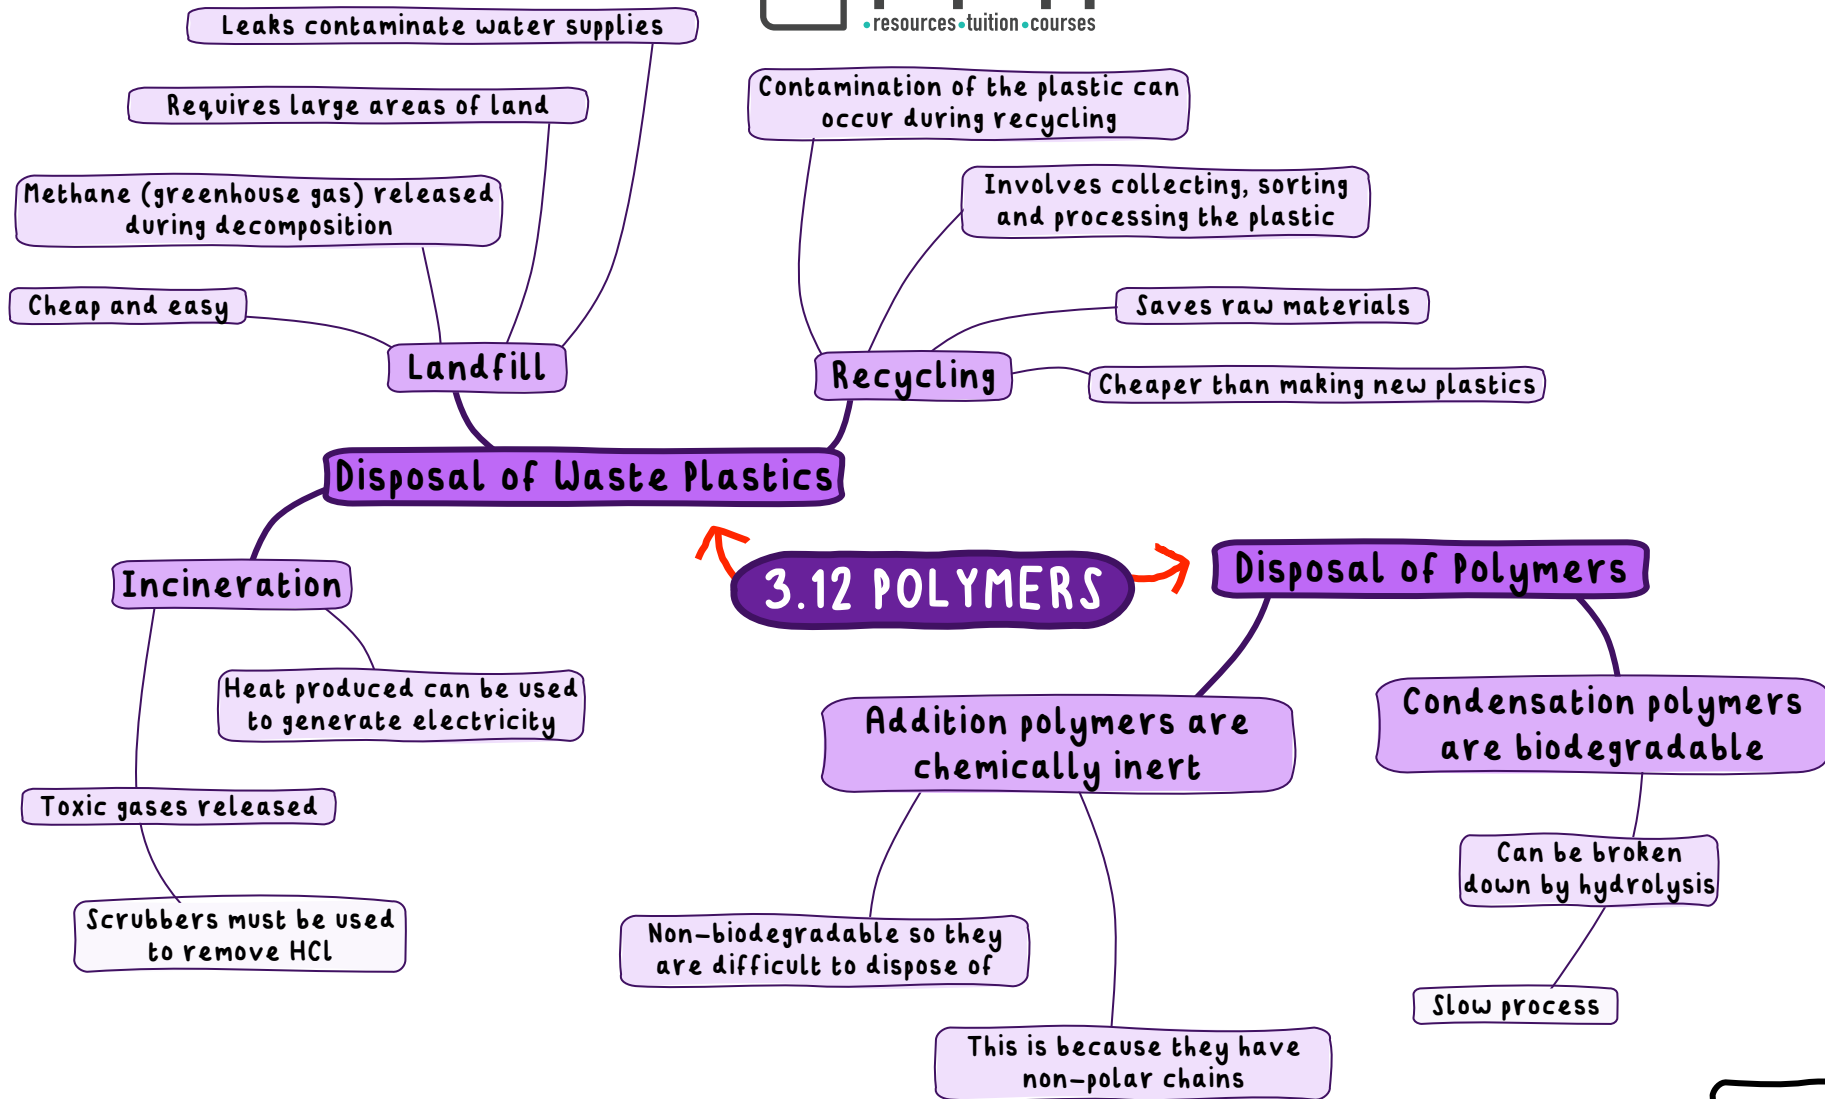 Leaks contaminate water supplies
•resources•tuition•courses
Requires large areas of land
Contamination of the plastic can
occur during recycling
Methane (greenhouse gas) released
during decomposition
Involves collecting, sorting
and processing the plastic
Cheap and easy
Saves raw materials
Landfill
Recycling
Cheaper than making new plastics
Disposal of Waste Plastics
Incineration
3.12 POLYMERS
Disposal of Polymers
Heat produced can be used
to generate electricity
Addition polymers are
chemically inert
Condensation polymers
are biodegradable
Toxic gases released
Can be broken
down by hydrolysis
Scrubbers must be used
to remove HCl
Non-biodegradable so they
are difficult to dispose of
Slow process
This is because they have
non-polar chains